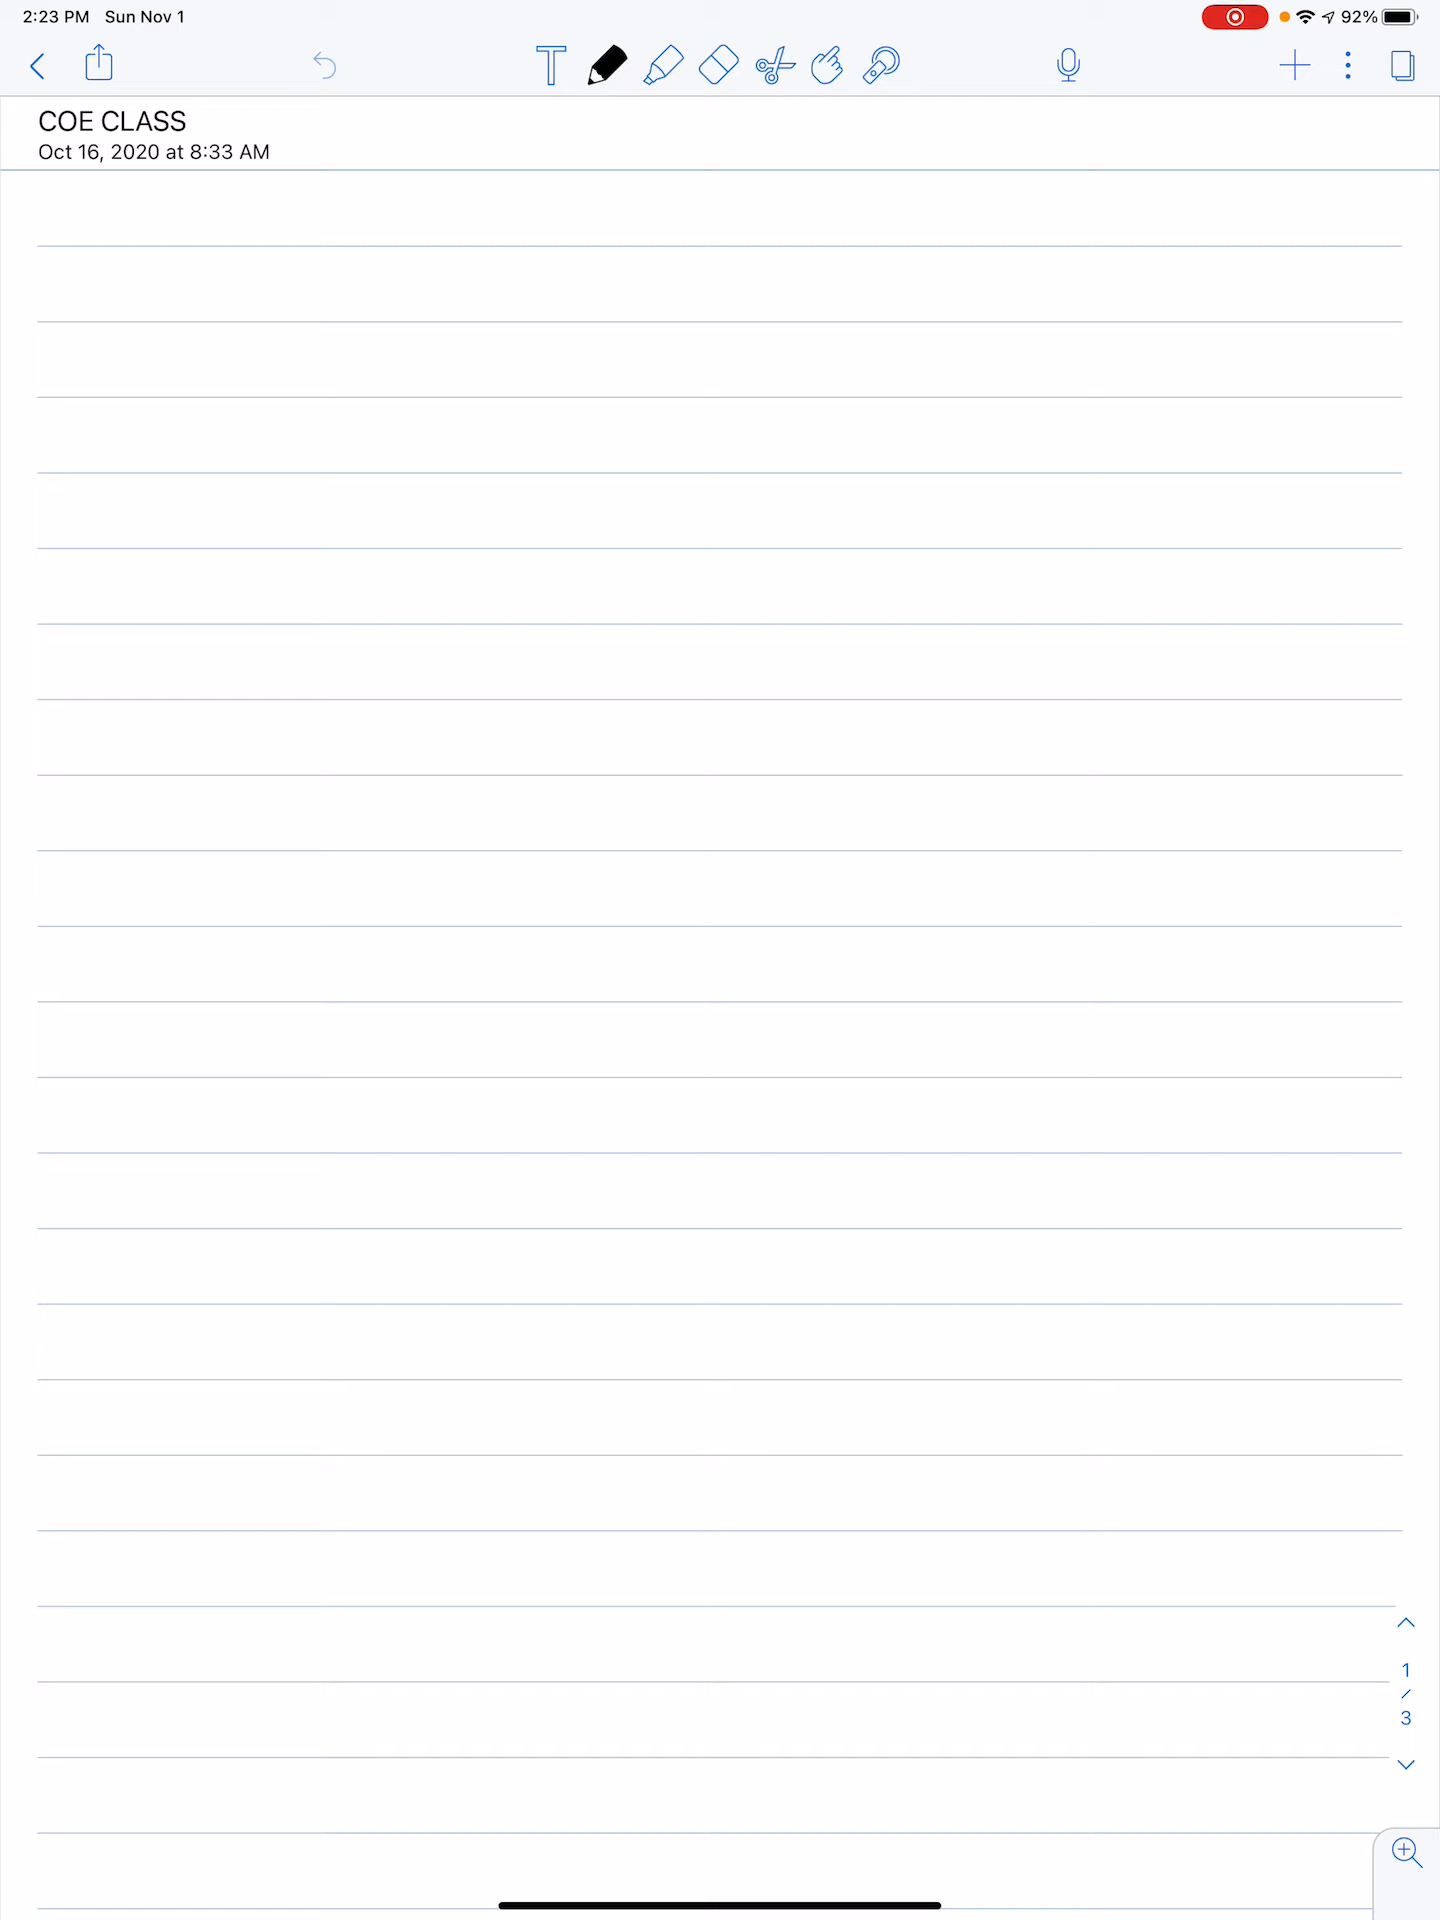 2:23 PM Sun Nov 1
92%
T
COE CLASS
Oct 16, 2020 at 8:33 AM
1
/
3